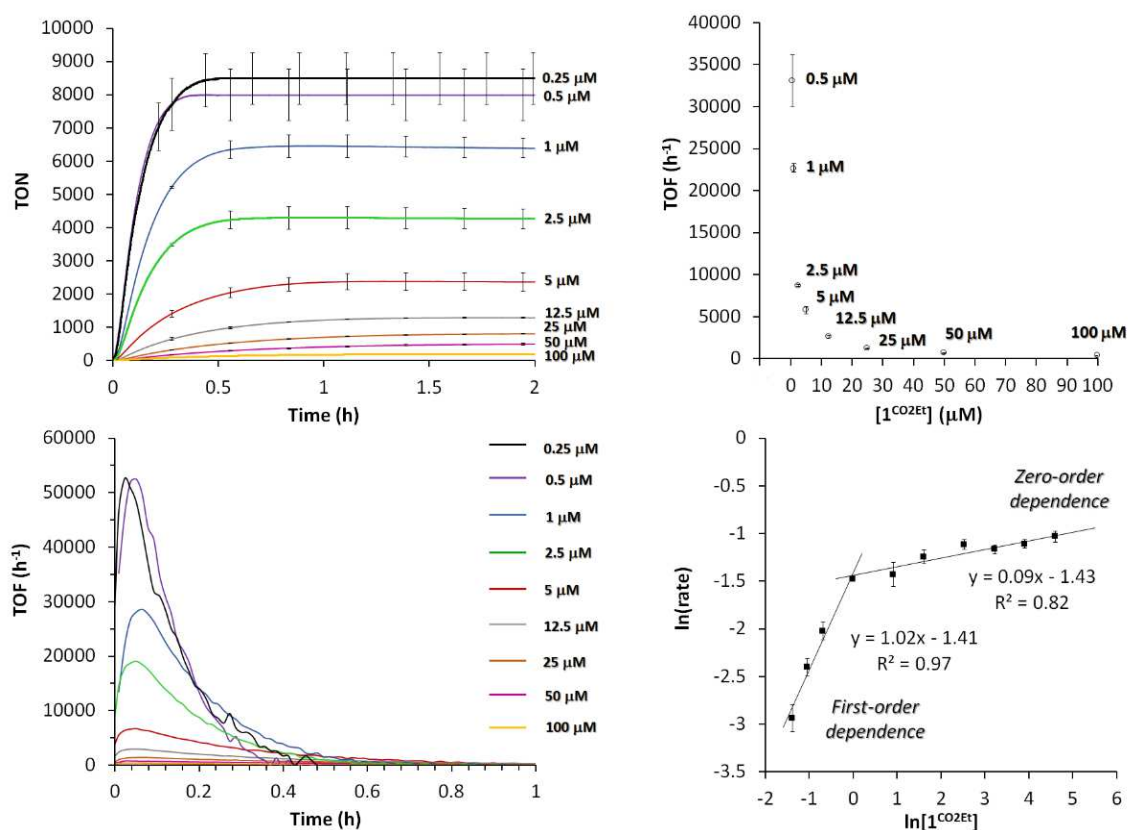 10000
9000
8000
7000
6000
5000
4000
3000
2000
1000
0
TON
0.25 μM
0.5 μM
1 μM
2.5 μM
5 μM
12.5 μM
25 μM
50 μM
100 μM
0 0.5 1 1.5 2
Time (h)
40000
35000
30000
25000
20000
15000
10000
5000
0
TOF (h⁻¹)
0.5 μM
1 μM
2.5 μM
5 μM
12.5 μM
25 μM
50 μM
100 μM
0 10 20 30 40 50 60 70 80 90 100
[1ᶜᴼ²ᴱᵗ] (μM)
60000
50000
40000
30000
20000
10000
0
TOF (h⁻¹)
0.25 μM
0.5 μM
1 μM
2.5 μM
5 μM
12.5 μM
25 μM
50 μM
100 μM
0 0.2 0.4 0.6 0.8 1
Time (h)
0
-0.5
-1
-1.5
-2
-2.5
-3
-3.5
ln(rate)
Zero-order
dependence
y = 0.09x - 1.43
R² = 0.82
y = 1.02x - 1.41
R² = 0.97
First-order
dependence
-2 -1 0 1 2 3 4 5 6
ln[1ᶜᴼ²ᴱᵗ]